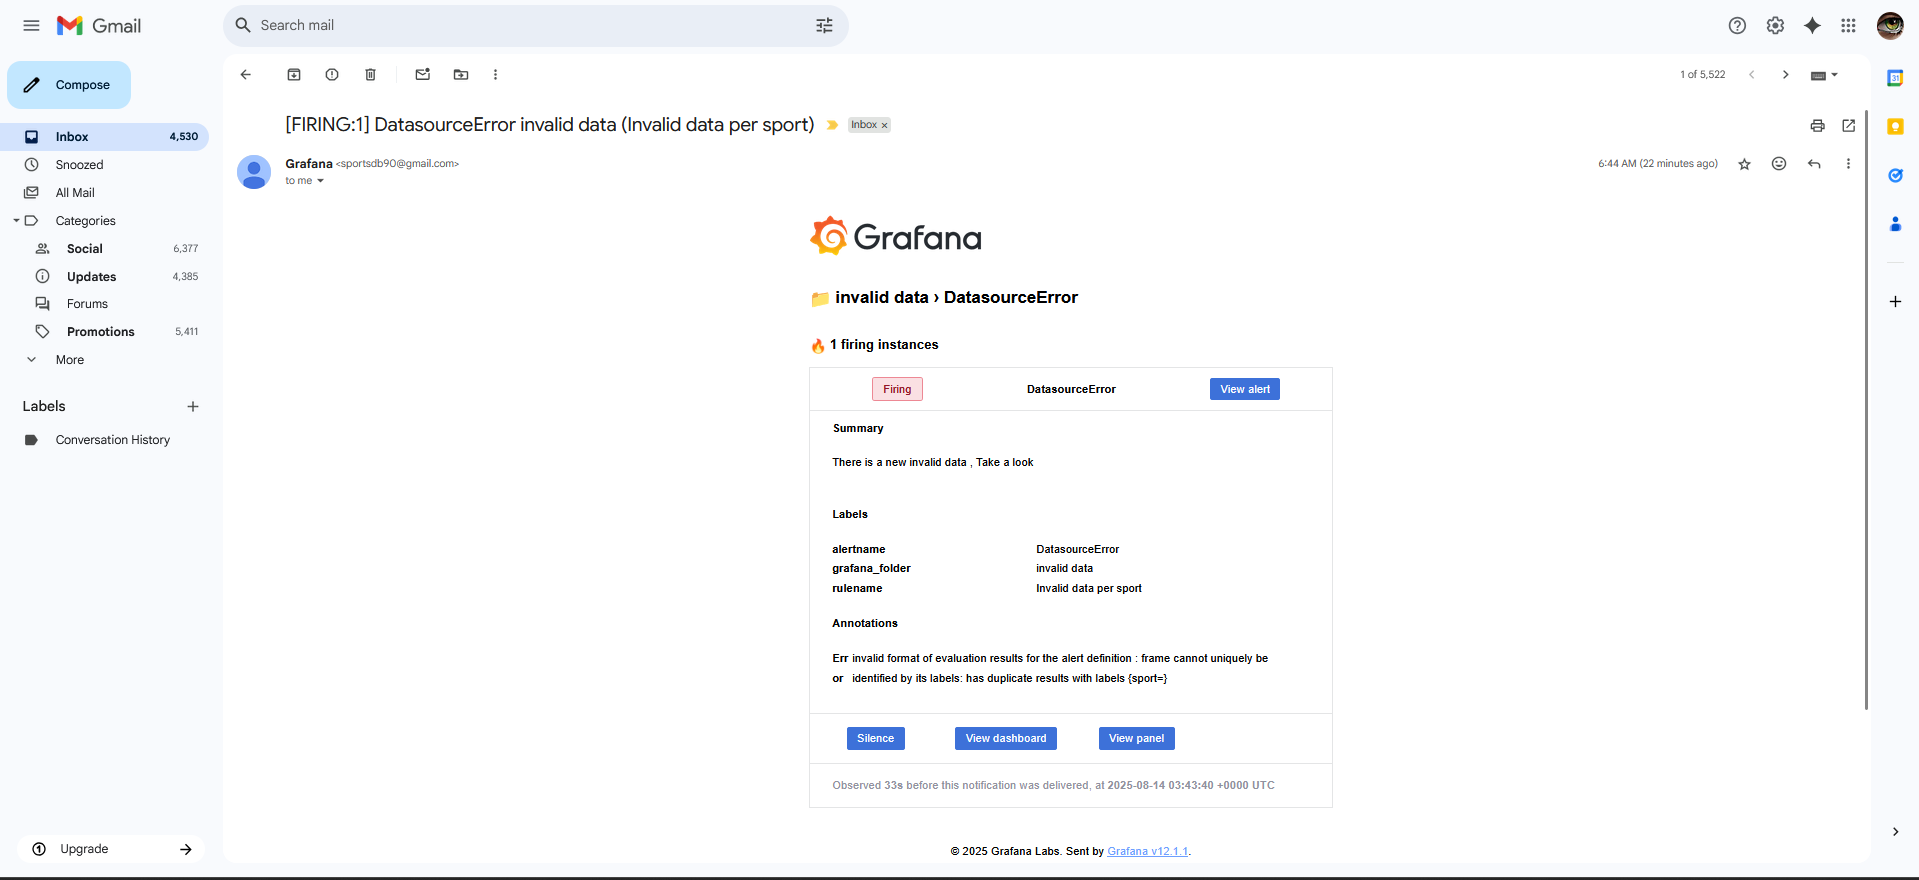 Gmail
Search mail
Compose
1 of 5,522
Inbox 4,530
Snoozed
All Mail
Categories
Social 6,377
Updates 4,385
Forums
Promotions 5,411
More
Labels
Conversation History
Upgrade
[FIRING:1] DatasourceError invalid data (Invalid data per sport) Inbox x
Grafana <sportsdb90@gmail.com> 6:44 AM (22 minutes ago)
to me
Grafana
invalid data › DatasourceError
1 firing instances
Firing DatasourceError View alert
Summary
There is a new invalid data , Take a look
Labels
alertname DatasourceError
grafana_folder invalid data
rulename Invalid data per sport
Annotations
Err invalid format of evaluation results for the alert definition : frame cannot uniquely be
or identified by its labels: has duplicate results with labels {sport=}
Silence View dashboard View panel
Observed 33s before this notification was delivered, at 2025-08-14 03:43:40 +0000 UTC
© 2025 Grafana Labs. Sent by Grafana v12.1.1.
31